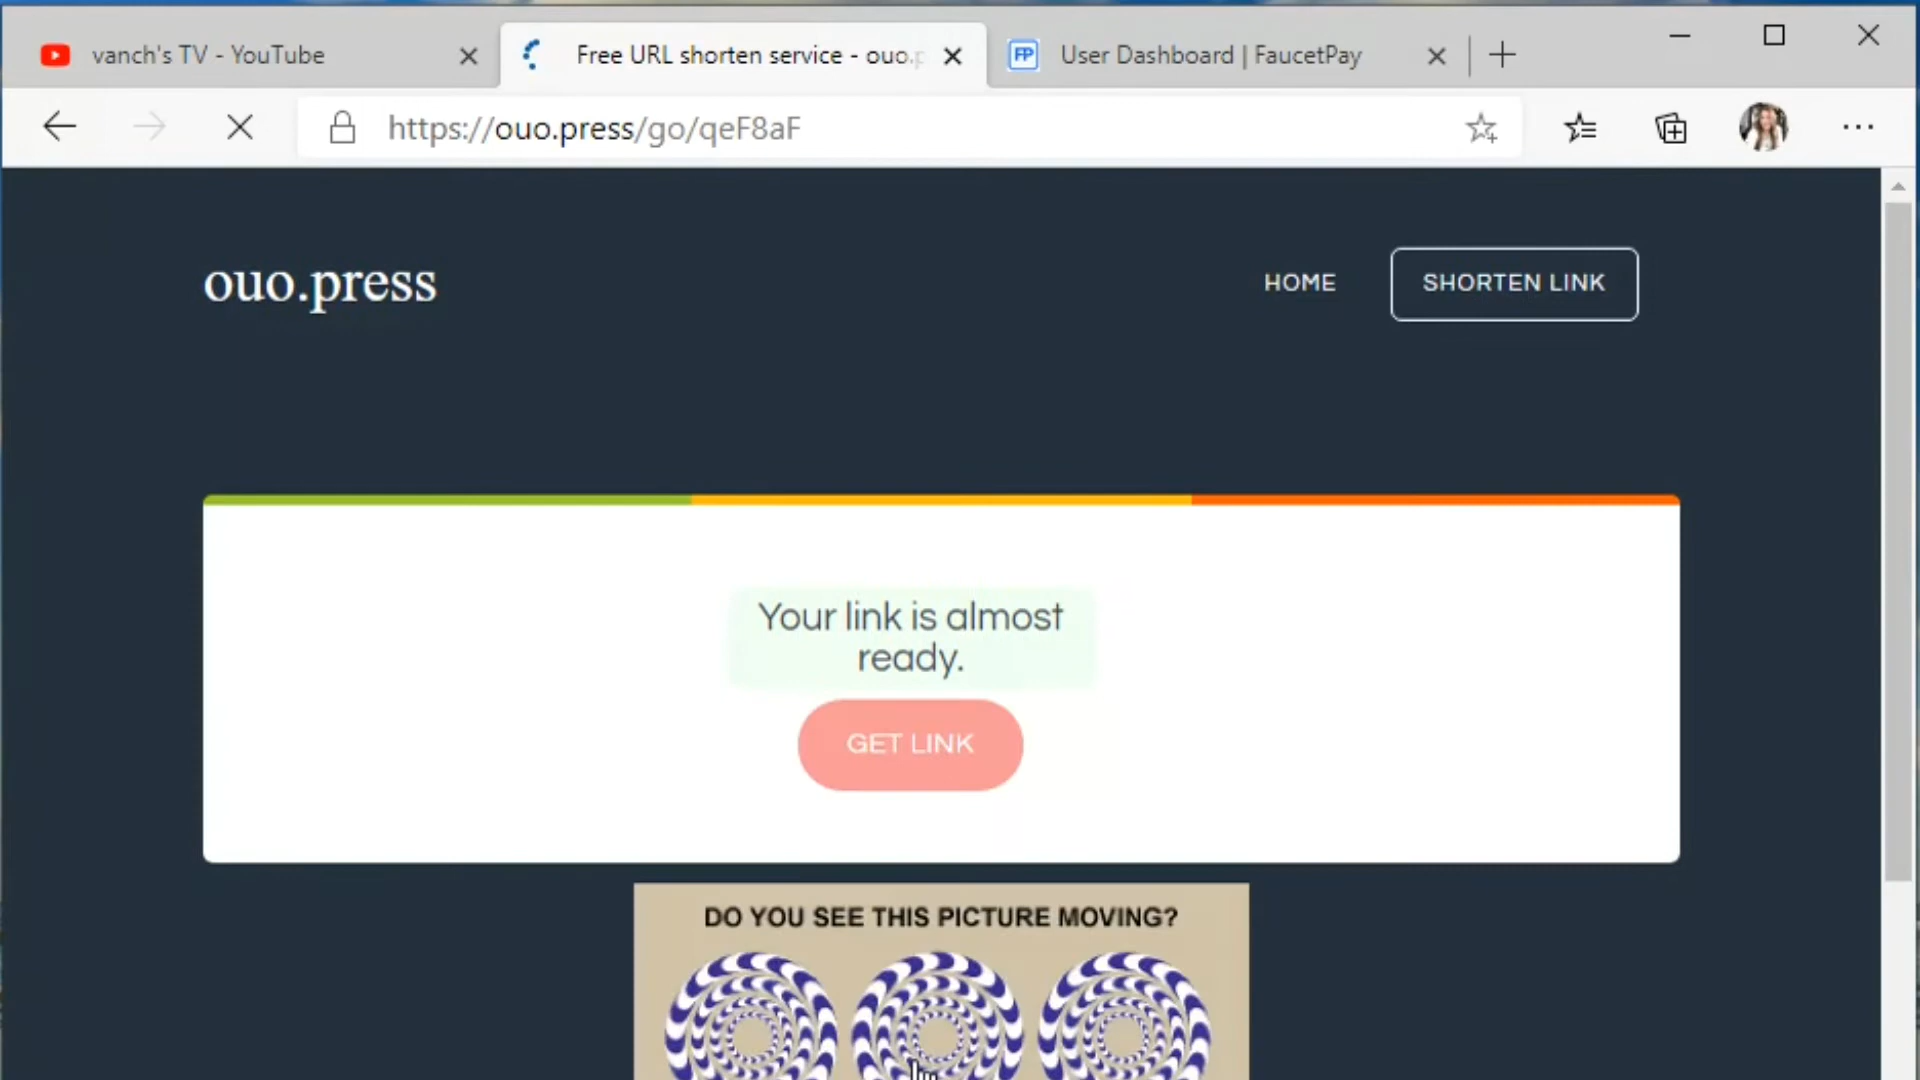 vanch's TV - YouTube
Free URL shorten service - ouo.p
User Dashboard | FaucetPay
https://ouo.press/go/qeF8aF
ouo.press
HOME
SHORTEN LINK
Your link is almost
ready.
GET LINK
DO YOU SEE THIS PICTURE MOVING?